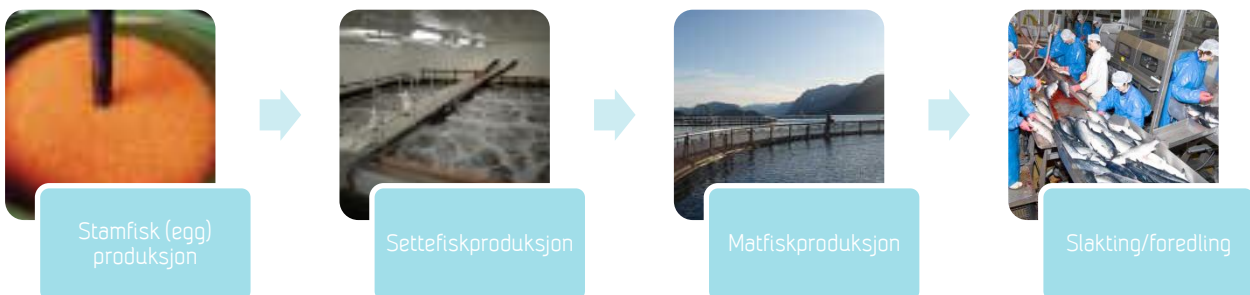 Stamfisk (egg)
produksjon
Settefiskproduksjon
Matfiskproduksjon
Slakting/foredling